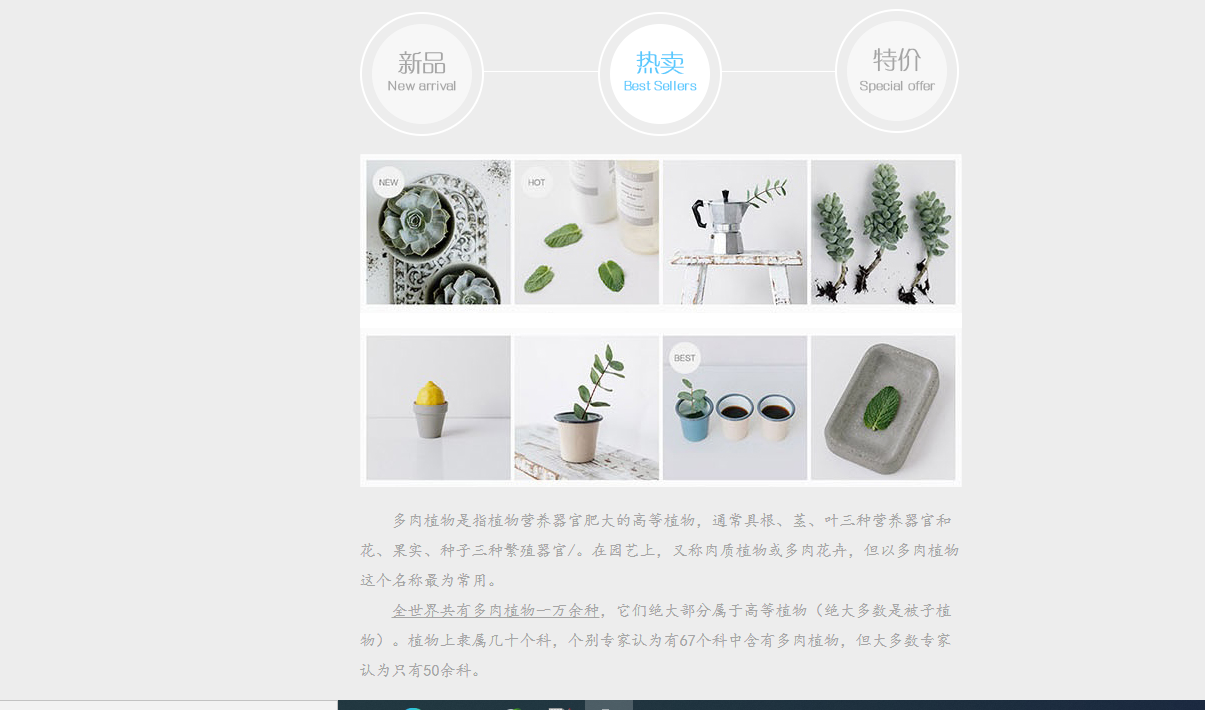 新品
New arrival
热卖
Best Sellers
特价
Special offer
NEW
HOT
BEST
多肉植物是指植物营养器官肥大的高等植物，通常具根、茎、叶三种营养器官和
花、果实、种子三种繁殖器官/。在园艺上，又称肉质植物或多肉花卉，但以多肉植物
这个名称最为常用。
全世界共有多肉植物一万余种，它们绝大部分属于高等植物（绝大多数是被子植
物）。植物上隶属几十个科，个别专家认为有67个科中含有多肉植物，但大多数专家
认为只有50余科。